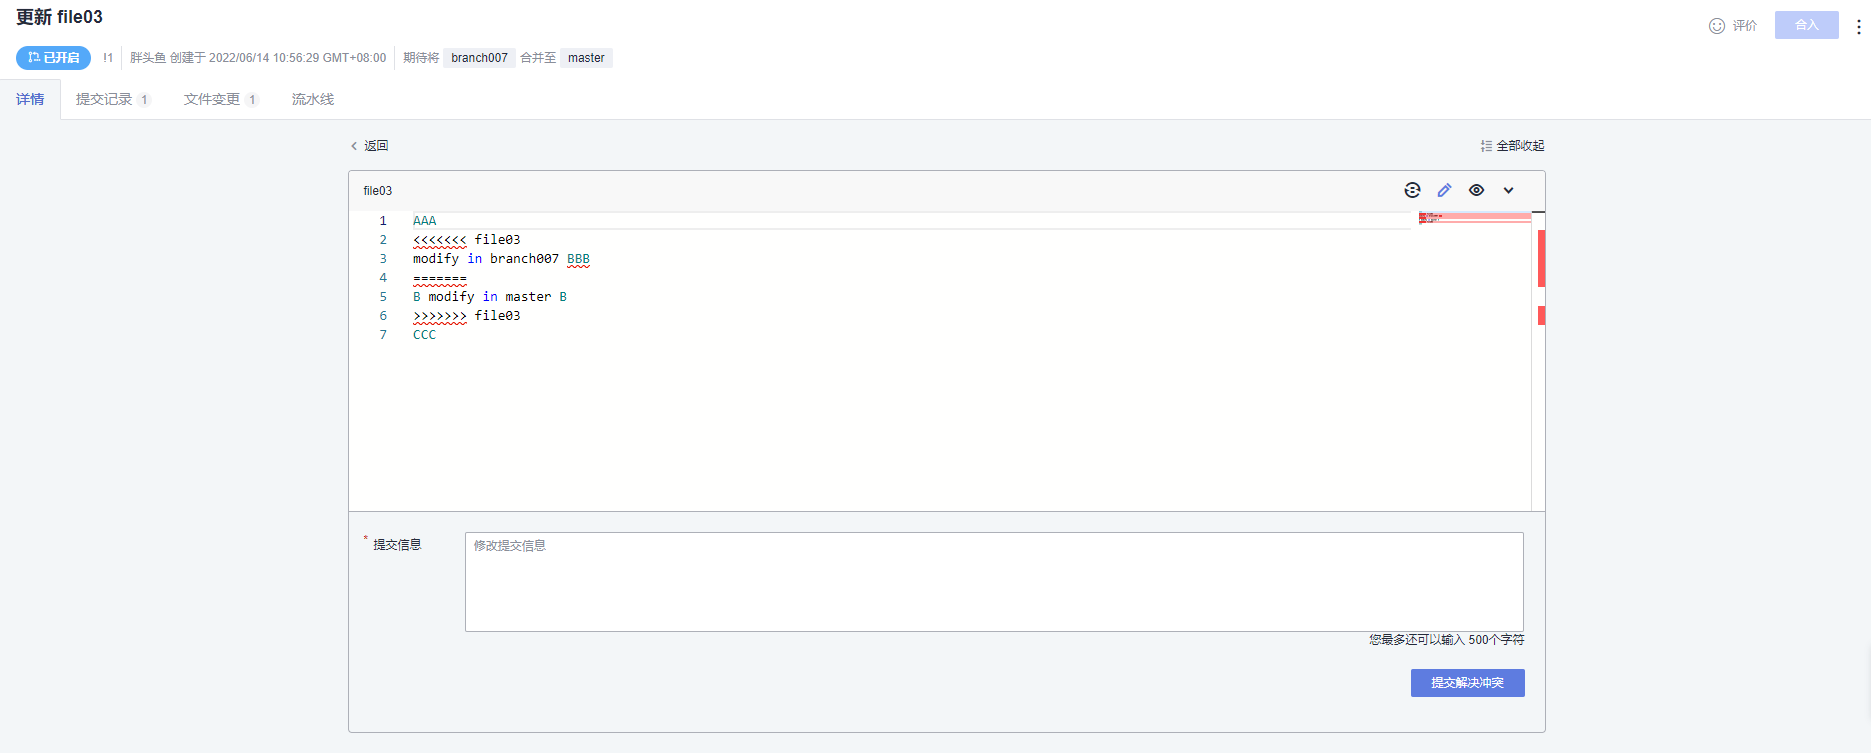 更新 file03
评价
合入
已开启 !1 胖头鱼 创建于 2022/06/14 10:56:29 GMT+08:00 期待将 branch007 合并至 master
详情 提交记录 1 文件变更 1 流水线
返回
全部收起
file03
1 AAA
2 <<<<<<< file03
3 modify in branch007 BBB
4 =======
5 B modify in master B
6 >>>>>>> file03
7 CCC
* 提交信息
修改提交信息
您最多还可以输入 500个字符
提交解决冲突